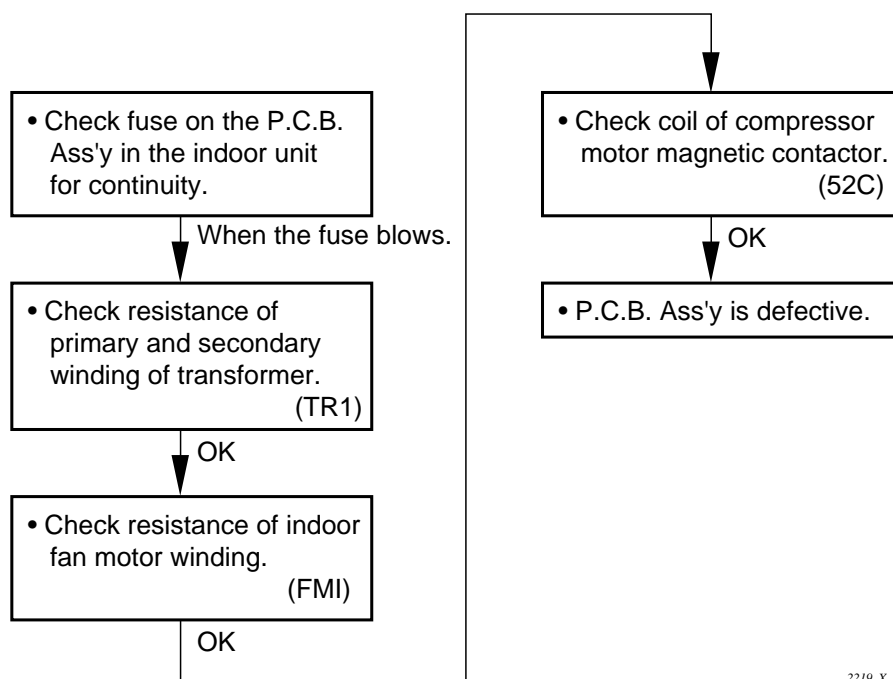 • Check fuse on the P.C.B.
Ass'y in the indoor unit
for continuity.
When the fuse blows.
• Check resistance of
primary and secondary
winding of transformer.
(TR1)
OK
• Check resistance of indoor
fan motor winding.
(FMI)
OK
• Check coil of compressor
motor magnetic contactor.
(52C)
OK
• P.C.B. Ass'y is defective.
2219_X